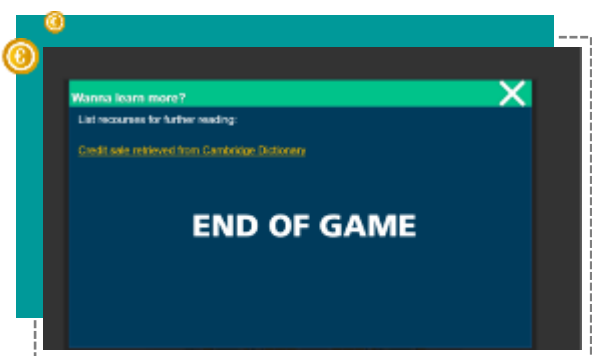 Wanna learn more?
List recourses for further reading:
Credit sale retrieved from Cambridge Dictionary
END OF GAME